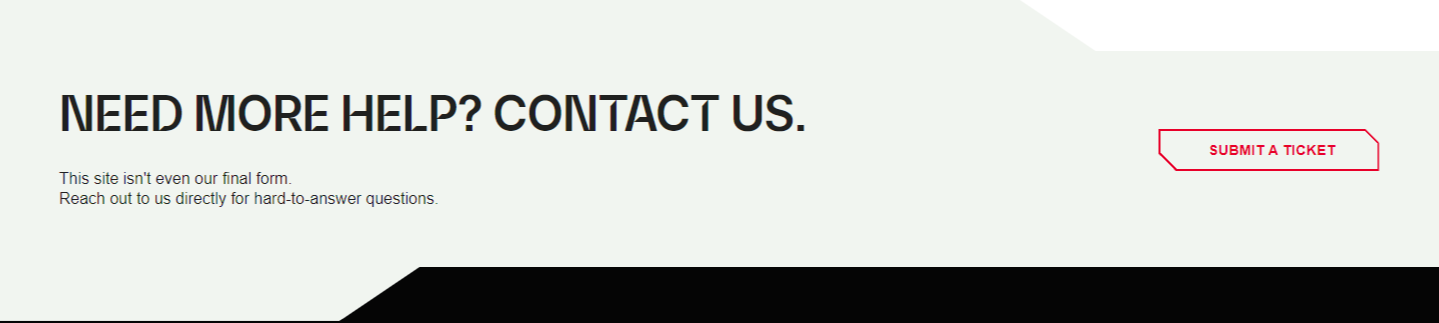 NEED MORE HELP? CONTACT US.
This site isn't even our final form.
Reach out to us directly for hard-to-answer questions.
SUBMIT A TICKET